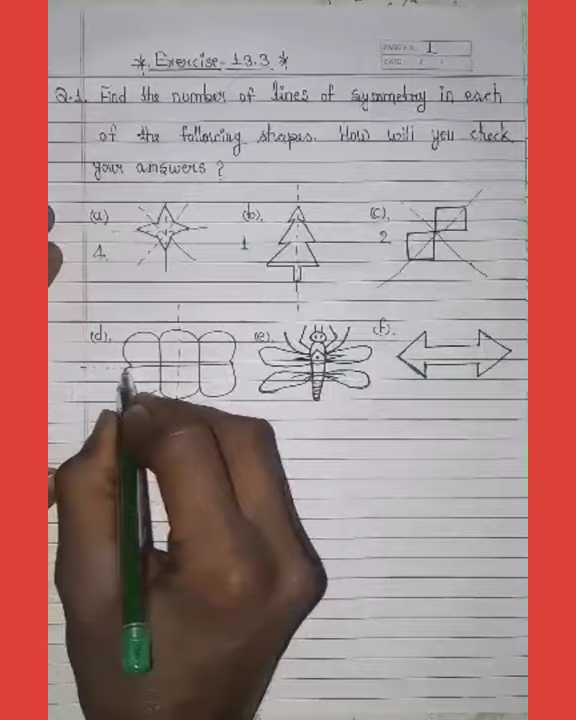 * Exercise-13.3 *
PAGE NO. 1
DATE / /
Q.1. Find the number of lines of symmetry in each
of the following shapes. How will you check
your answers ?
(a) (b). (c).
4. 1 2
(d). (e). (f).